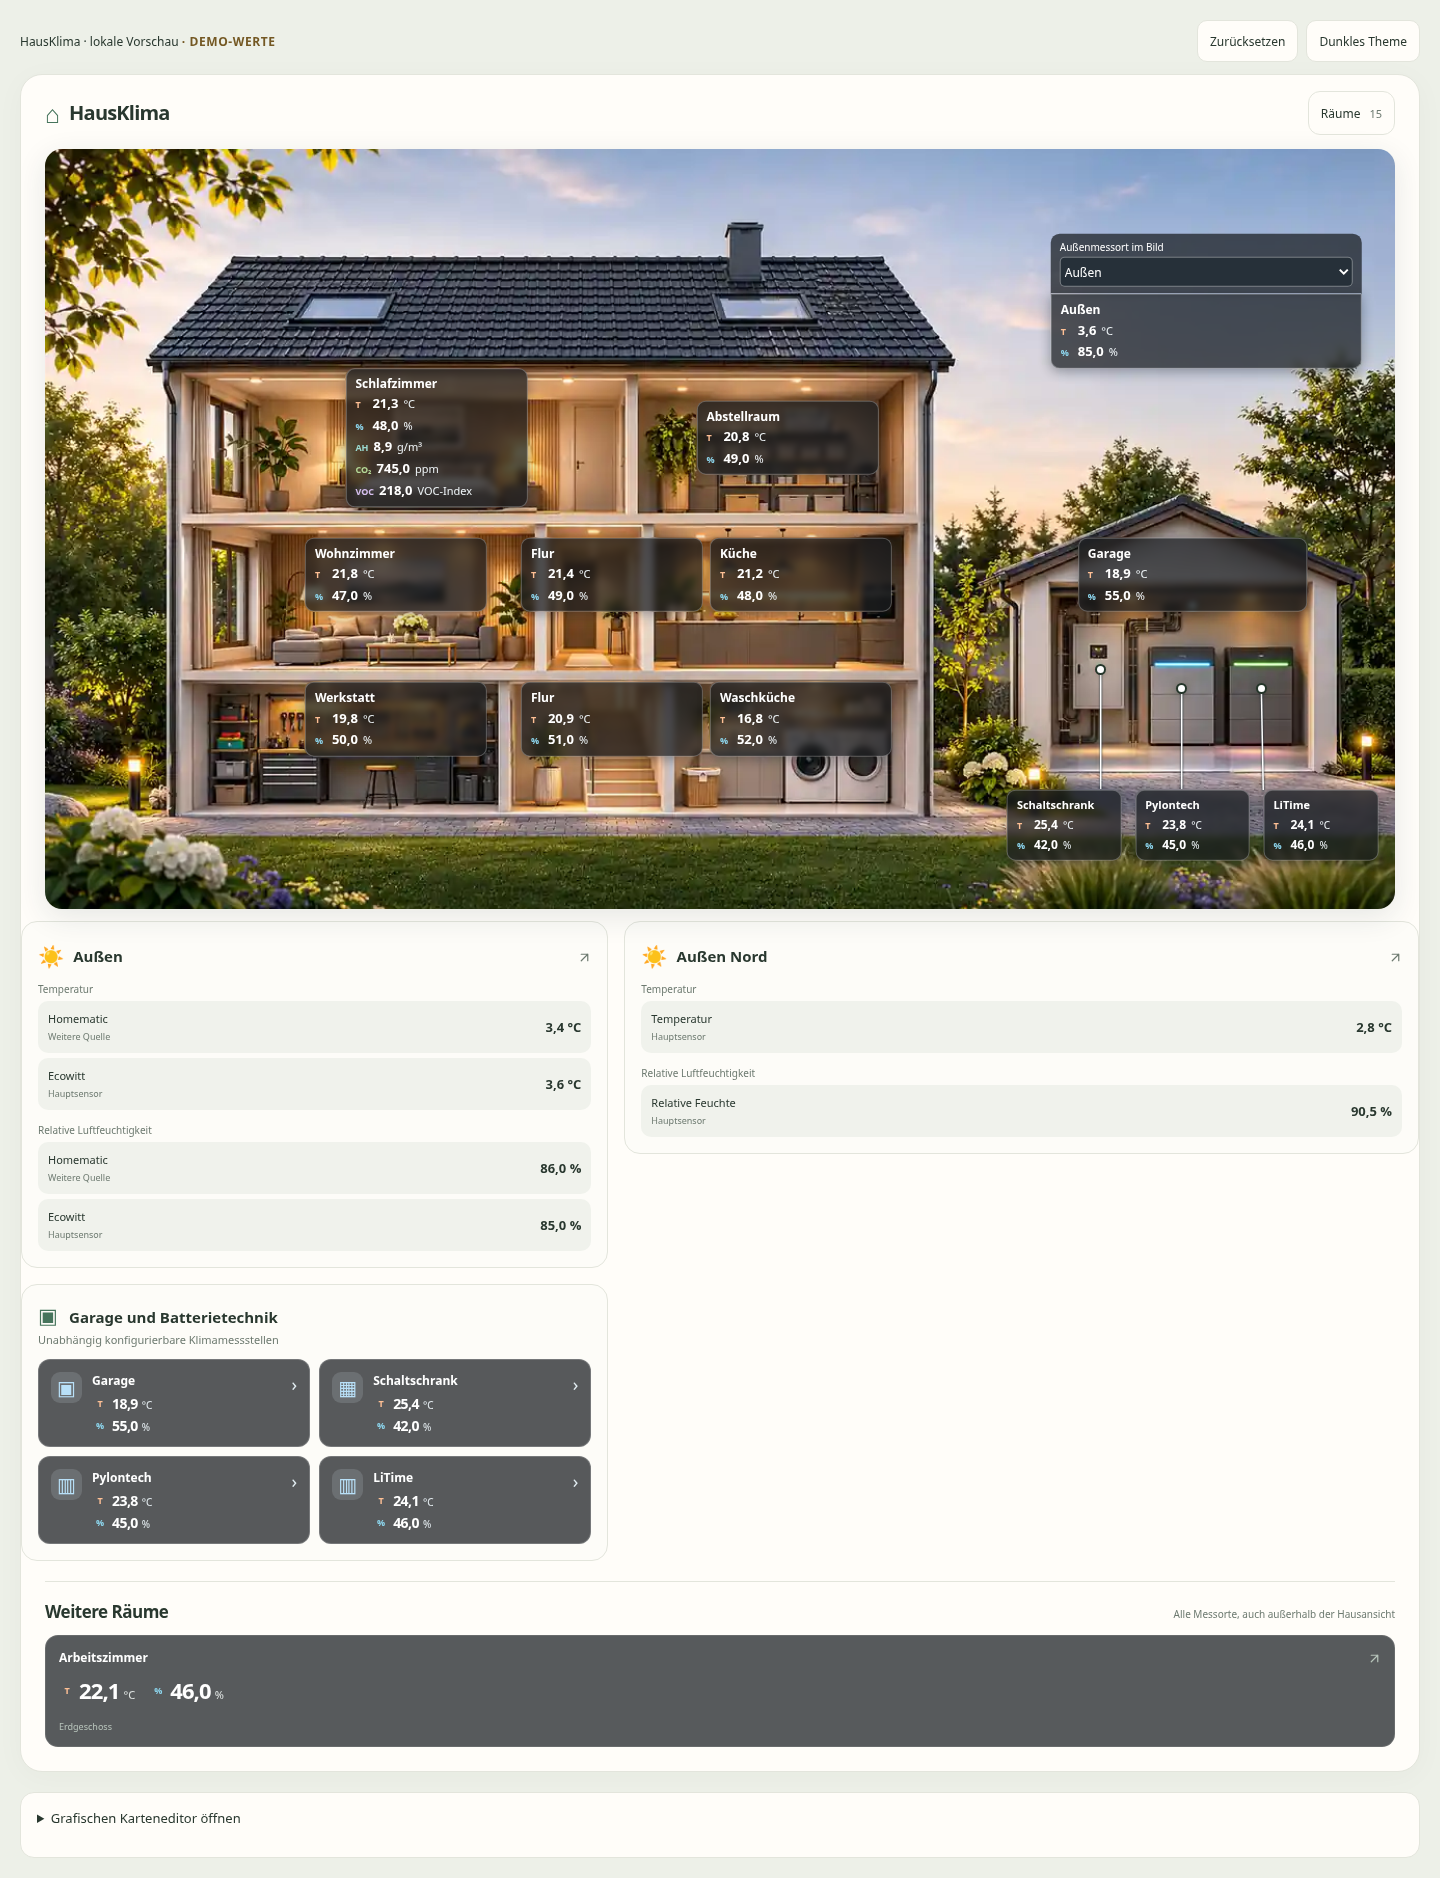 HausKlima · lokale Vorschau · DEMO-WERTE
Zurücksetzen
Dunkles Theme
HausKlima
Räume 15
Außenmessort im Bild
Außen
Außen
T 3,6 °C
% 85,0 %
Schlafzimmer
T 21,3 °C
% 48,0 %
AH 8,9 g/m³
CO₂ 745,0 ppm
VOC 218,0 VOC-Index
Abstellraum
T 20,8 °C
% 49,0 %
Wohnzimmer
T 21,8 °C
% 47,0 %
Flur
T 21,4 °C
% 49,0 %
Küche
T 21,2 °C
% 48,0 %
Garage
T 18,9 °C
% 55,0 %
Werkstatt
T 19,8 °C
% 50,0 %
Flur
T 20,9 °C
% 51,0 %
Waschküche
T 16,8 °C
% 52,0 %
Schaltschrank
T 25,4 °C
% 42,0 %
Pylontech
T 23,8 °C
% 45,0 %
LiTime
T 24,1 °C
% 46,0 %
Außen
Temperatur
Homematic
Weitere Quelle
3,4 °C
Ecowitt
Hauptsensor
3,6 °C
Relative Luftfeuchtigkeit
Homematic
Weitere Quelle
86,0 %
Ecowitt
Hauptsensor
85,0 %
Außen Nord
Temperatur
Temperatur
Hauptsensor
2,8 °C
Relative Luftfeuchtigkeit
Relative Feuchte
Hauptsensor
90,5 %
Garage und Batterietechnik
Unabhängig konfigurierbare Klimamessstellen
Garage
T 18,9 °C
% 55,0 %
Schaltschrank
T 25,4 °C
% 42,0 %
Pylontech
T 23,8 °C
% 45,0 %
LiTime
T 24,1 °C
% 46,0 %
Weitere Räume
Alle Messorte, auch außerhalb der Hausansicht
Arbeitszimmer
T 22,1 °C % 46,0 %
Erdgeschoss
Grafischen Karteneditor öffnen